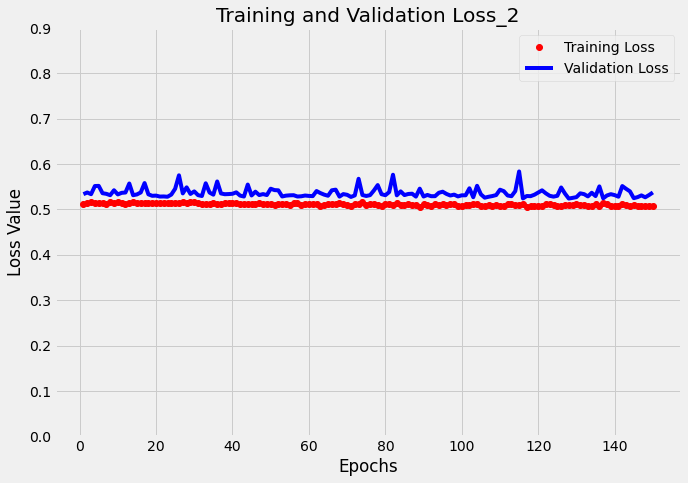 Training and Validation Loss_2
0.9
0.8
0.7
0.6
0.5
0.4
0.3
0.2
0.1
0.0
Loss Value
Training Loss
Validation Loss
0 20 40 60 80 100 120 140
Epochs